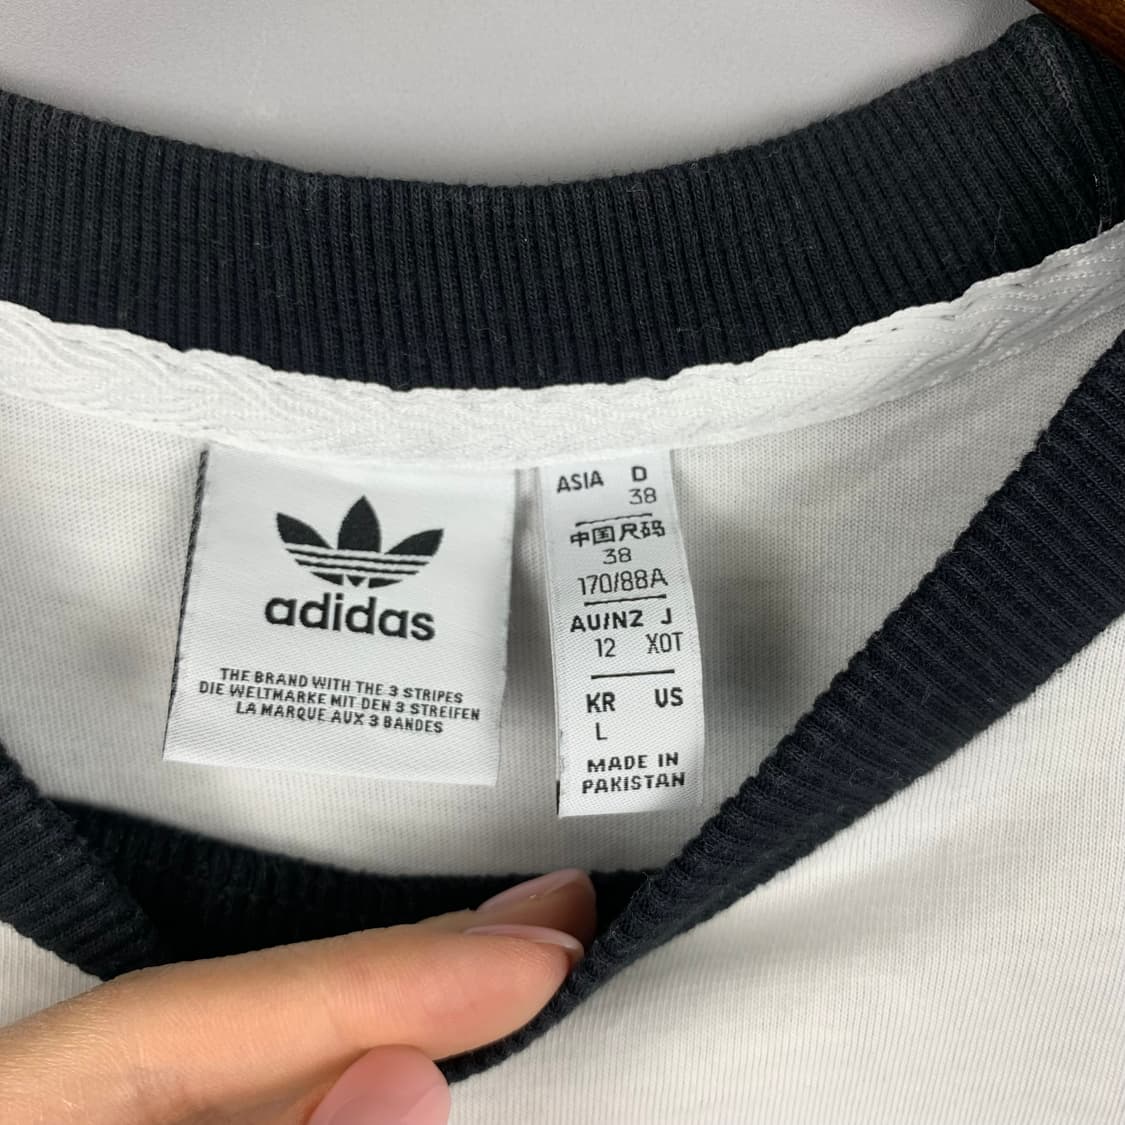 adidas
THE BRAND WITH THE 3 STRIPES
DIE WELTMARKE MIT DEN 3 STREIFEN
LA MARQUE AUX 3 BANDES
ASIA D
38
中国尺码
38
170/88A
AU/NZ J
12 XOT
KR US
L
MADE IN
PAKISTAN